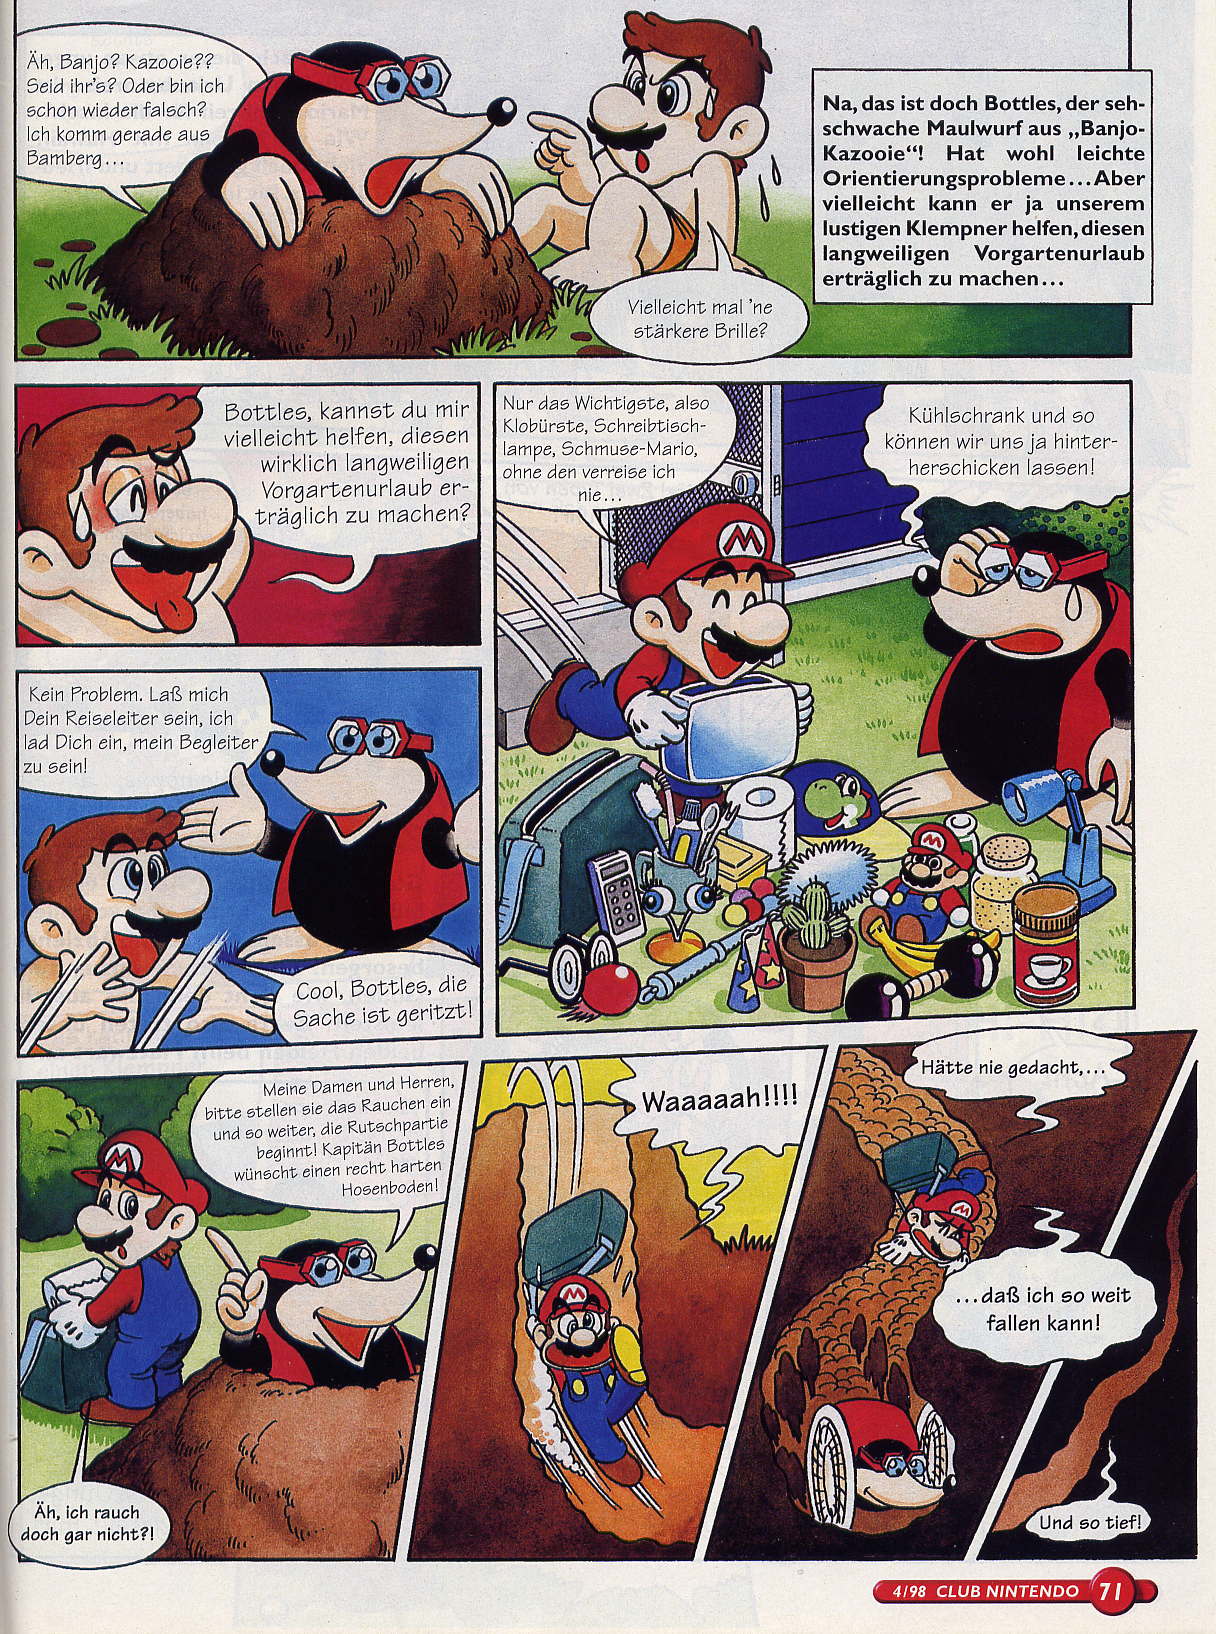 Äh, Banjo? Kazooie??
Seid ihr's? Oder bin ich
schon wieder falsch?
Ich komm gerade aus
Bamberg...
Vielleicht mal 'ne
stärkere Brille?
Na, das ist doch Bottles, der seh-
schwache Maulwurf aus „Banjo-
Kazooie“! Hat wohl leichte
Orientierungsprobleme...Aber
vielleicht kann er ja unserem
lustigen Klempner helfen, diesen
langweiligen Vorgartenurlaub
erträglich zu machen...
Bottles, kannst du mir
vielleicht helfen, diesen
wirklich langweiligen
Vorgartenurlaub er-
träglich zu machen?
Kein Problem. Laß mich
Dein Reiseleiter sein, ich
lad Dich ein, mein Begleiter
zu sein!
Cool, Bottles, die
Sache ist geritzt!
Nur das Wichtigste, also
Klobürste, Schreibtisch-
lampe, Schmuse-Mario,
ohne den verreise ich
nie...
Kühlschrank und so
können wir uns ja hinter-
herschicken lassen!
M
Meine Damen und Herren,
bitte stellen sie das Rauchen ein
und so weiter, die Rutschpartie
beginnt! Kapitän Bottles
wünscht einen recht harten
Hosenboden!
M
Äh, ich rauch
doch gar nicht?!
Waaaaah!!!!
M
Hätte nie gedacht,...
M
...daß ich so weit
fallen kann!
Und so tief!
4/98 CLUB NINTENDO 71